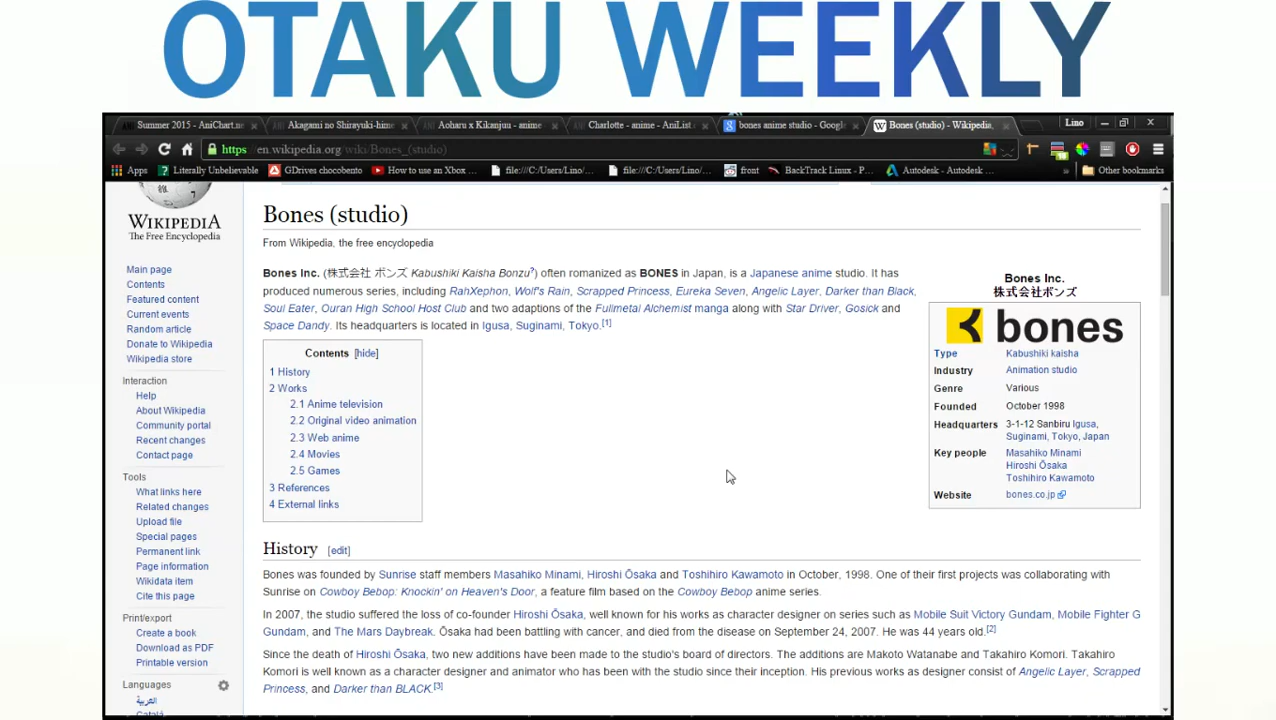 OTAKU WEEKLY
Summer 2015 - AniChart.n
Akagami no Shirayuki-hime
Aoharu x Kikanjuu - anime
Charlotte - anime - AniList
bones anime studio - Google
Bones (studio) - Wikipedia,
Lino
https://en.wikipedia.org/wiki/Bones_(studio)
Apps
Literally Unbelievable
GDrives chocobento
How to use an Xbox ...
file:///C:/Users/Lino/...
file:///C:/Users/Lino/...
front
BackTrack Linux - P...
Autodesk - Autodesk ...
»
Other bookmarks
WIKIPEDIA
The Free Encyclopedia
Main page
Contents
Featured content
Current events
Random article
Donate to Wikipedia
Wikipedia store
Interaction
Help
About Wikipedia
Community portal
Recent changes
Contact page
Tools
What links here
Related changes
Upload file
Special pages
Permanent link
Page information
Wikidata item
Cite this page
Print/export
Create a book
Download as PDF
Printable version
Languages
العربية
Català
Bones (studio)
From Wikipedia, the free encyclopedia
Bones Inc. (株式会社 ボンズ Kabushiki Kaisha Bonzu?) often romanized as BONES in Japan, is a Japanese anime studio. It has
produced numerous series, including RahXephon, Wolf's Rain, Scrapped Princess, Eureka Seven, Angelic Layer, Darker than Black,
Soul Eater, Ouran High School Host Club and two adaptions of the Fullmetal Alchemist manga along with Star Driver, Gosick and
Space Dandy. Its headquarters is located in Igusa, Suginami, Tokyo.[1]
Contents [hide]
1 History
2 Works
2.1 Anime television
2.2 Original video animation
2.3 Web anime
2.4 Movies
2.5 Games
3 References
4 External links
Bones Inc.
株式会社ボンズ
bones
Type Kabushiki kaisha
Industry Animation studio
Genre Various
Founded October 1998
Headquarters 3-1-12 Sanbiru Igusa,
Suginami, Tokyo, Japan
Key people Masahiko Minami
Hiroshi Ōsaka
Toshihiro Kawamoto
Website bones.co.jp
History [edit]
Bones was founded by Sunrise staff members Masahiko Minami, Hiroshi Ōsaka and Toshihiro Kawamoto in October, 1998. One of their first projects was collaborating with
Sunrise on Cowboy Bebop: Knockin' on Heaven's Door, a feature film based on the Cowboy Bebop anime series.
In 2007, the studio suffered the loss of co-founder Hiroshi Ōsaka, well known for his works as character designer on series such as Mobile Suit Victory Gundam, Mobile Fighter G
Gundam, and The Mars Daybreak. Ōsaka had been battling with cancer, and died from the disease on September 24, 2007. He was 44 years old.[2]
Since the death of Hiroshi Ōsaka, two new additions have been made to the studio's board of directors. The additions are Makoto Watanabe and Takahiro Komori. Takahiro
Komori is well known as a character designer and animator who has been with the studio since their inception. His previous works as designer consist of Angelic Layer, Scrapped
Princess, and Darker than BLACK.[3]